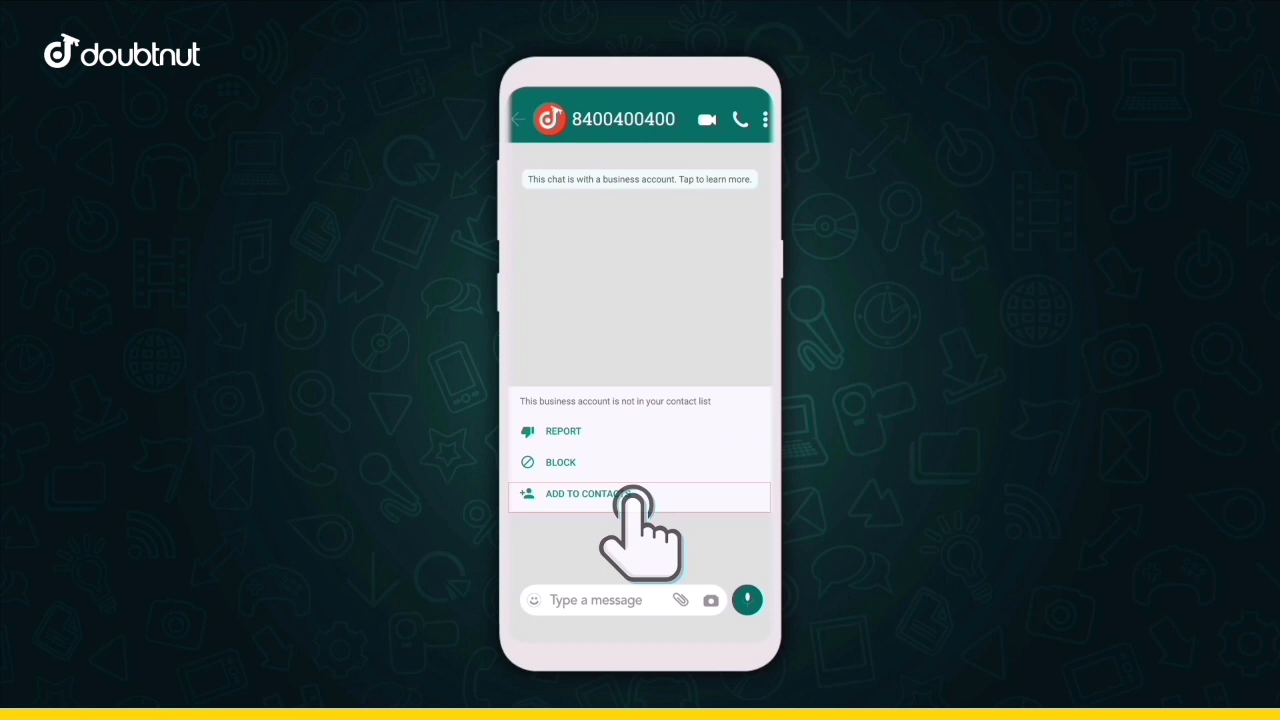 doubtnut
8400400400
This chat is with a business account. Tap to learn more.
This business account is not in your contact list
REPORT
BLOCK
ADD TO CONTACTS
Type a message